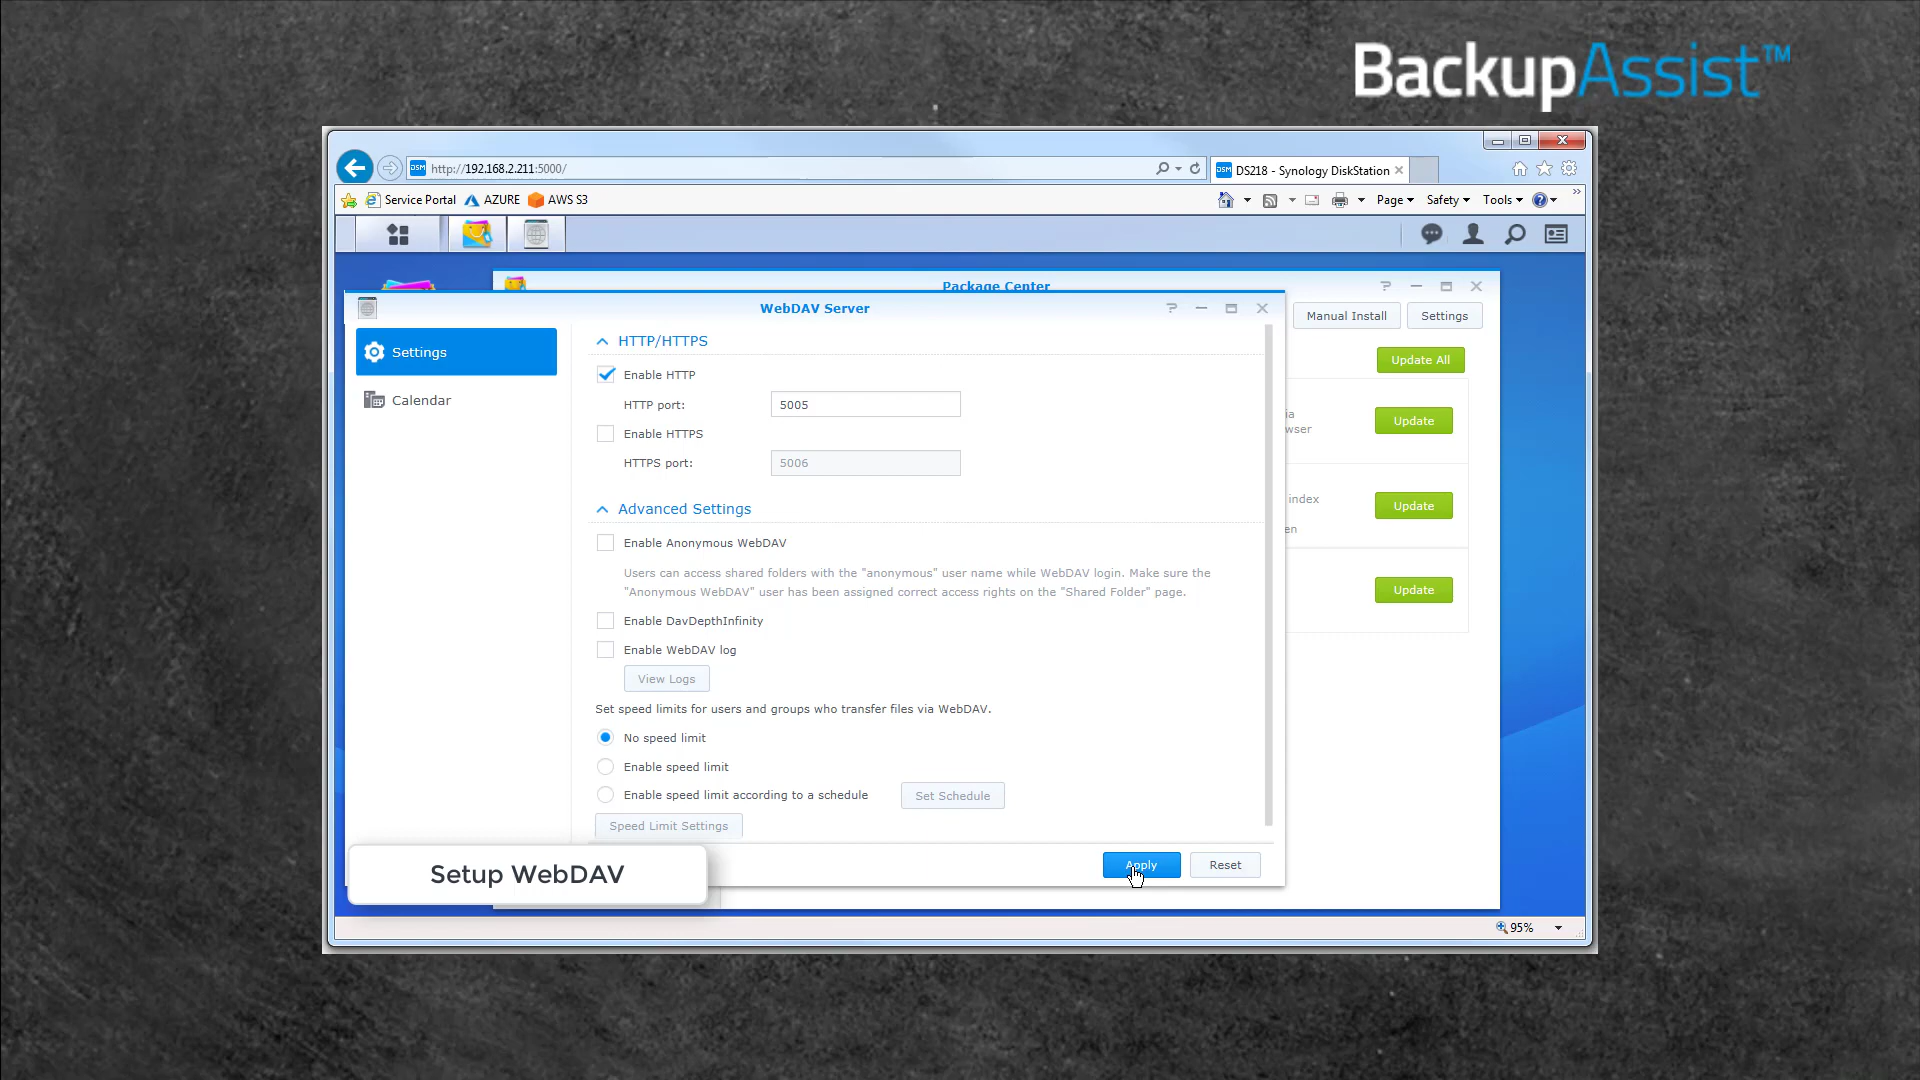 BackupAssist™
http://192.168.2.211:5000/
DSM
DSM
DS218 - Synology DiskStation
Service Portal
AZURE
AWS S3
Page
Safety
Tools
Package Center
WebDAV Server
Manual Install
Settings
Settings
Calendar
HTTP/HTTPS
Enable HTTP
HTTP port:
5005
Enable HTTPS
HTTPS port:
5006
Advanced Settings
Enable Anonymous WebDAV
Users can access shared folders with the "anonymous" user name while WebDAV login. Make sure the
"Anonymous WebDAV" user has been assigned correct access rights on the "Shared Folder" page.
Enable DavDepthInfinity
Enable WebDAV log
View Logs
Set speed limits for users and groups who transfer files via WebDAV.
No speed limit
Enable speed limit
Enable speed limit according to a schedule
Set Schedule
Speed Limit Settings
Apply
Reset
Update All
ia
wser
Update
index
en
Update
Update
Setup WebDAV
95%